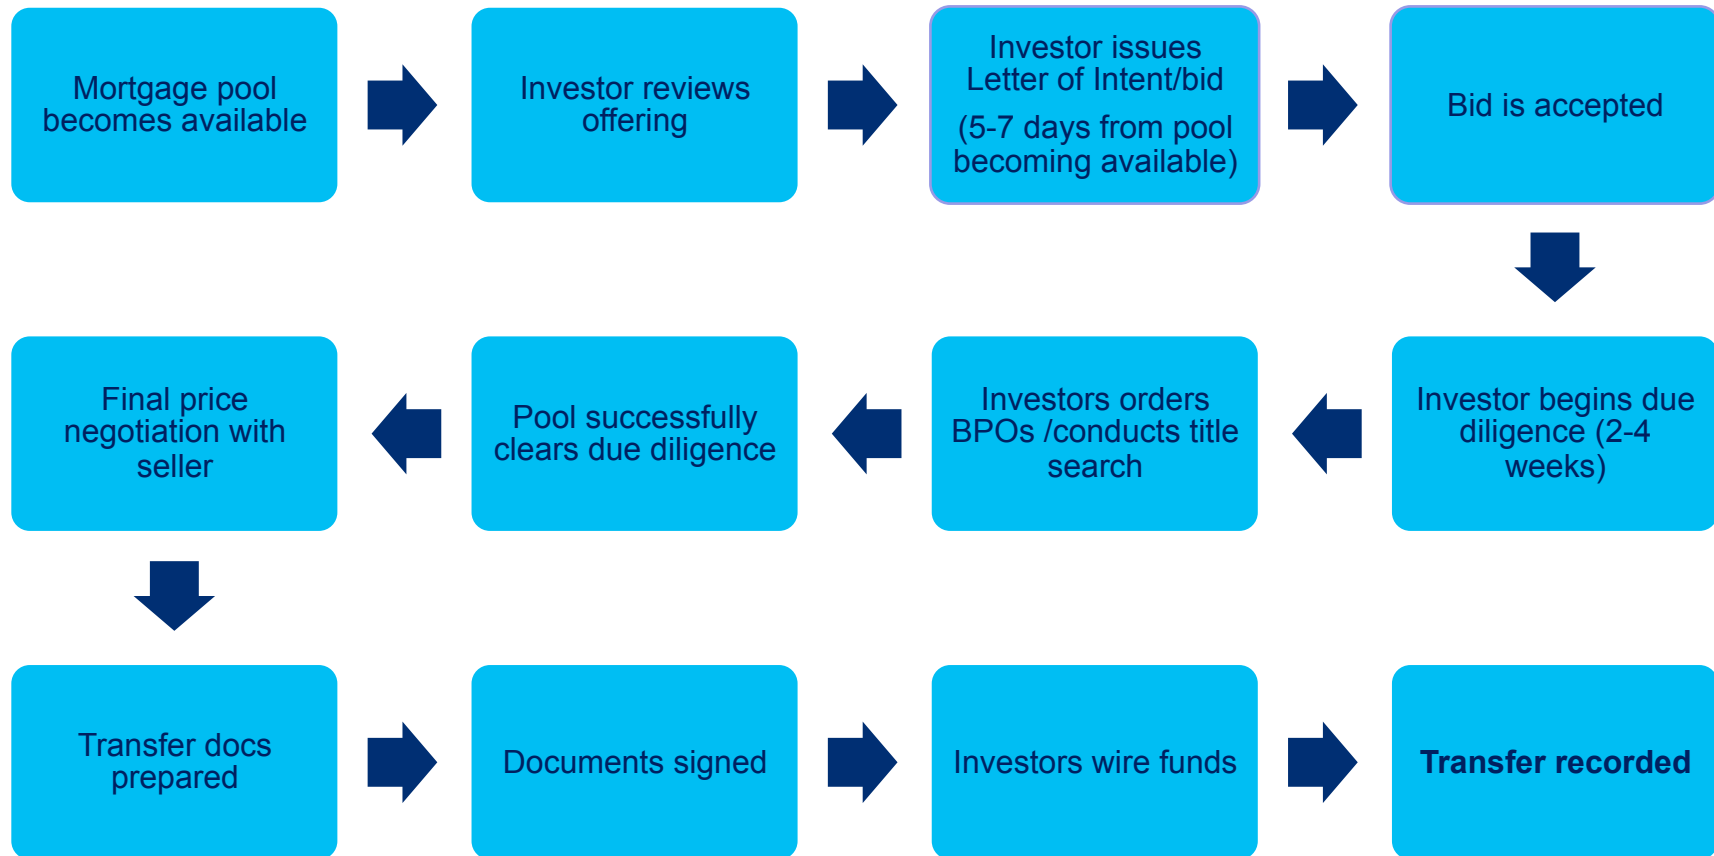 Mortgage pool
becomes available
Investor reviews
offering
Investor issues
Letter of Intent/bid
(5-7 days from pool
becoming available)
Bid is accepted
Investor begins due
diligence (2-4
weeks)
Investors orders
BPOs /conducts title
search
Pool successfully
clears due diligence
Final price
negotiation with
seller
Transfer docs
prepared
Documents signed
Investors wire funds
Transfer recorded